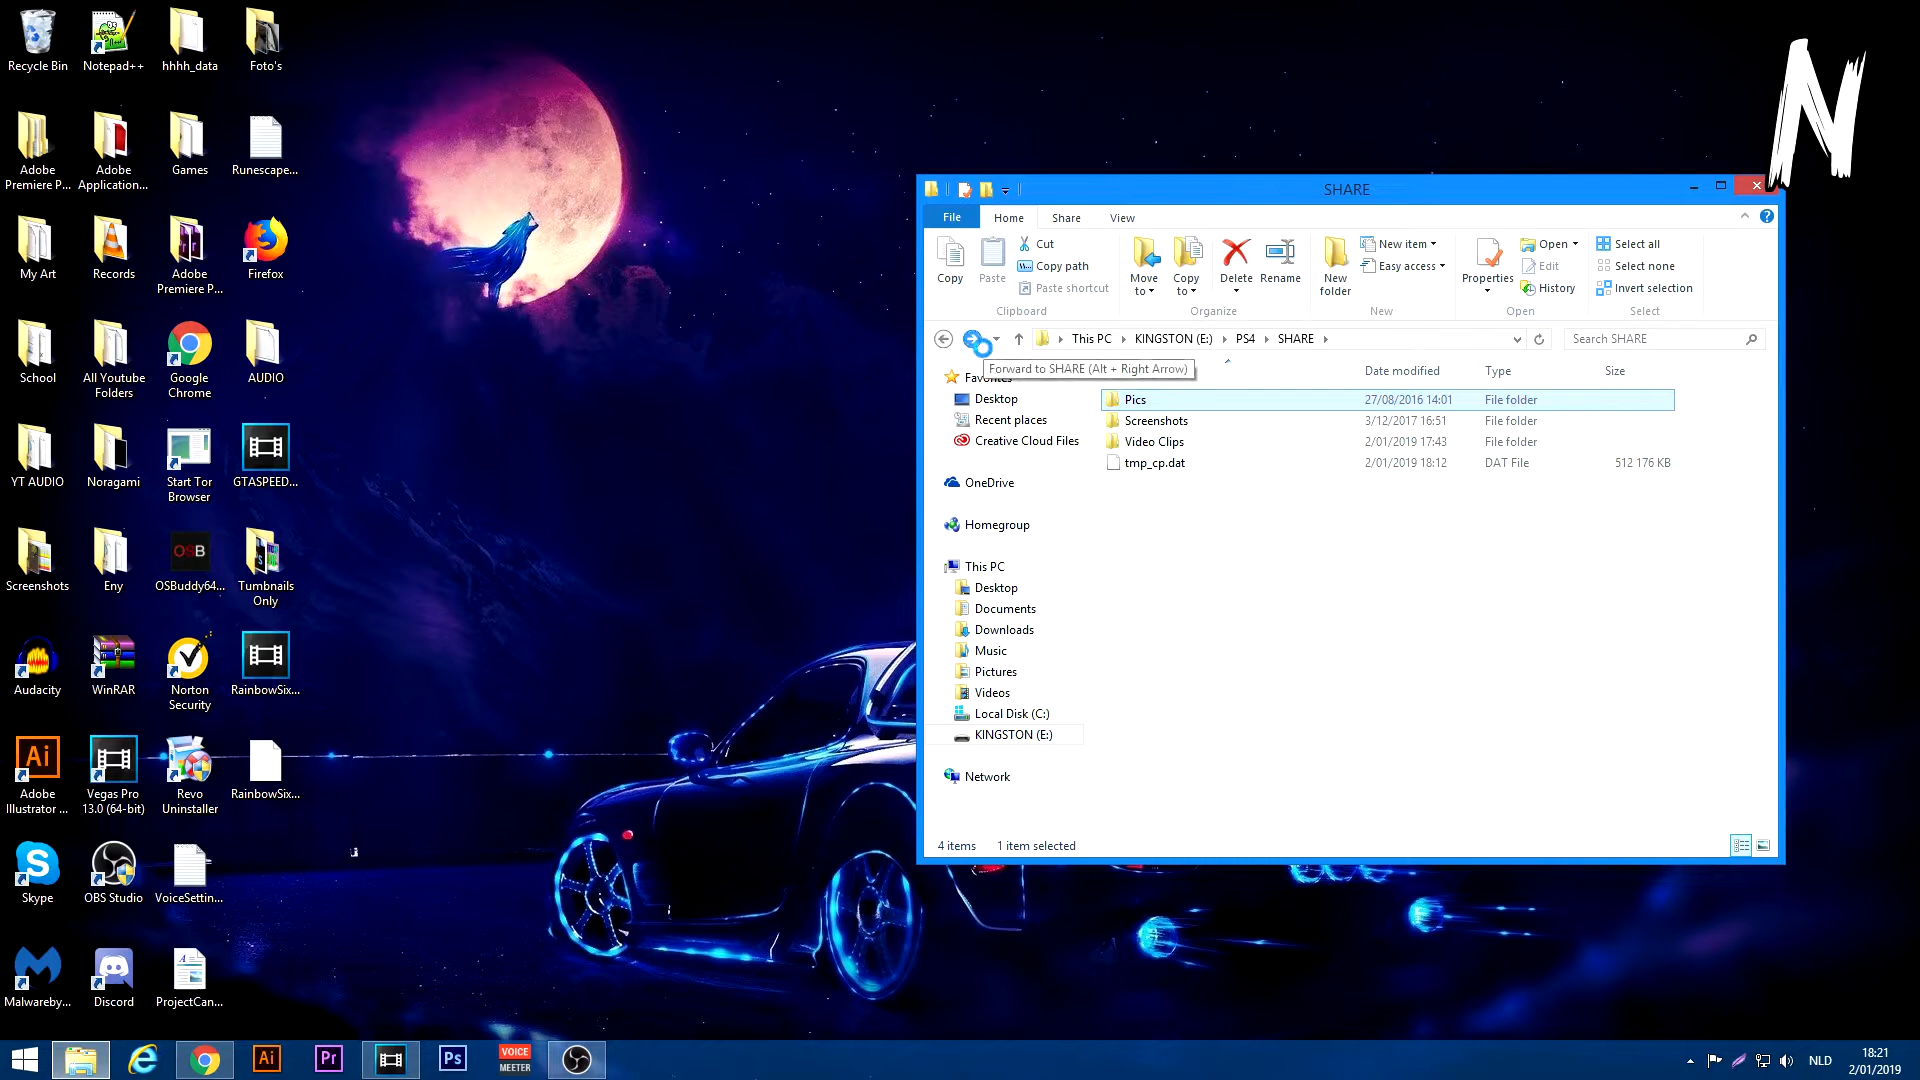 Recycle Bin
Notepad++
hhhh_data
Foto's
Adobe
Premiere P...
Adobe
Application...
Games
Runescape...
My Art
Records
Adobe
Premiere P...
Firefox
School
All Youtube
Folders
Google
Chrome
AUDIO
YT AUDIO
Noragami
Start Tor
Browser
GTASPEED...
Screenshots
Eny
OSB
OSBuddy64...
Tumbnails
Only
Audacity
WinRAR
Norton
Security
RainbowSix...
Ai
Adobe
Illustrator ...
Vegas Pro
13.0 (64-bit)
Revo
Uninstaller
RainbowSix...
Skype
OBS Studio
VoiceSettin...
Malwareby...
Discord
ProjectCan...
N
SHARE
File
Home
Share
View
Copy
Paste
Cut
Copy path
Paste shortcut
Clipboard
Move
to
Copy
to
Delete
Rename
Organize
New
folder
New item
Easy access
New
Properties
Open
Edit
History
Open
Select all
Select none
Invert selection
Select
This PC
KINGSTON (E:)
PS4
SHARE
Search SHARE
Forward to SHARE (Alt + Right Arrow)
Date modified
Type
Size
Favorites
Desktop
Recent places
Creative Cloud Files
OneDrive
Homegroup
This PC
Desktop
Documents
Downloads
Music
Pictures
Videos
Local Disk (C:)
KINGSTON (E:)
Network
Pics 27/08/2016 14:01 File folder
Screenshots 3/12/2017 16:51 File folder
Video Clips 2/01/2019 17:43 File folder
tmp_cp.dat 2/01/2019 18:12 DAT File 512 176 KB
4 items 1 item selected
Ai
Pr
Ps
VOICE
MEETER
NLD
18:21
2/01/2019